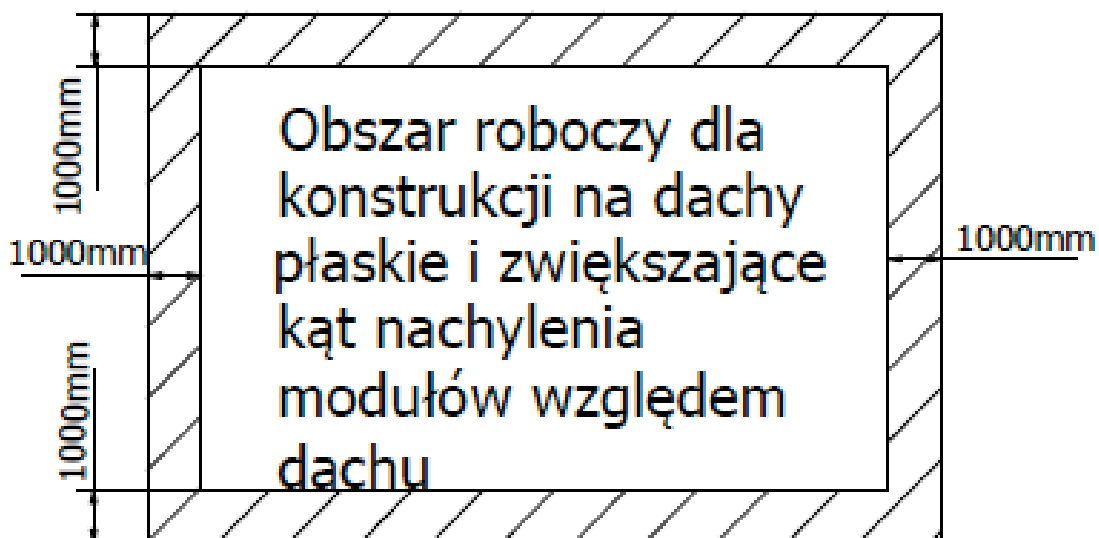 1000mm
Obszar roboczy dla
konstrukcji na dachy
płaskie i zwiększające
kąt nachylenia
modułów względem
dachu
1000mm
1000mm
1000mm